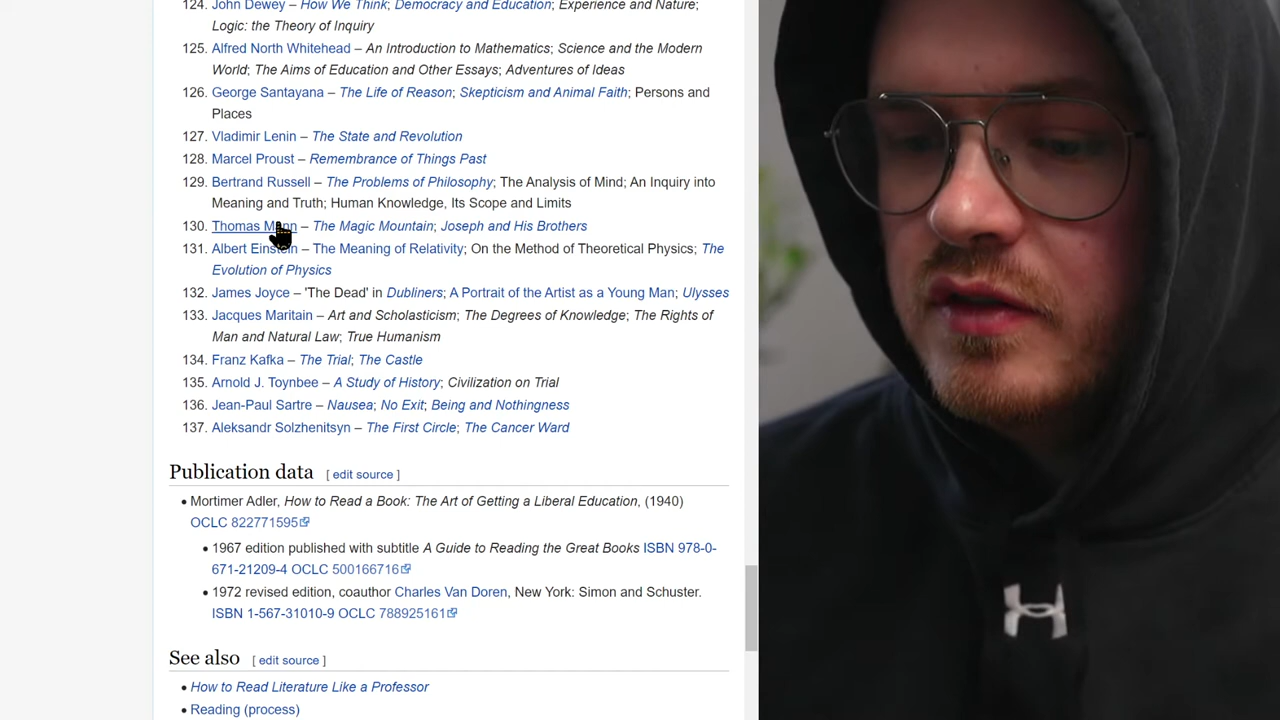 124. John Dewey – How We Think; Democracy and Education; Experience and Nature;
Logic: the Theory of Inquiry
125. Alfred North Whitehead – An Introduction to Mathematics; Science and the Modern
World; The Aims of Education and Other Essays; Adventures of Ideas
126. George Santayana – The Life of Reason; Skepticism and Animal Faith; Persons and
Places
127. Vladimir Lenin – The State and Revolution
128. Marcel Proust – Remembrance of Things Past
129. Bertrand Russell – The Problems of Philosophy; The Analysis of Mind; An Inquiry into
Meaning and Truth; Human Knowledge, Its Scope and Limits
130. Thomas Mann – The Magic Mountain; Joseph and His Brothers
131. Albert Einstein – The Meaning of Relativity; On the Method of Theoretical Physics; The
Evolution of Physics
132. James Joyce – 'The Dead' in Dubliners; A Portrait of the Artist as a Young Man; Ulysses
133. Jacques Maritain – Art and Scholasticism; The Degrees of Knowledge; The Rights of
Man and Natural Law; True Humanism
134. Franz Kafka – The Trial; The Castle
135. Arnold J. Toynbee – A Study of History; Civilization on Trial
136. Jean-Paul Sartre – Nausea; No Exit; Being and Nothingness
137. Aleksandr Solzhenitsyn – The First Circle; The Cancer Ward
Publication data [ edit source ]
• Mortimer Adler, How to Read a Book: The Art of Getting a Liberal Education, (1940)
OCLC 822771595
• 1967 edition published with subtitle A Guide to Reading the Great Books ISBN 978-0-
671-21209-4 OCLC 500166716
• 1972 revised edition, coauthor Charles Van Doren, New York: Simon and Schuster.
ISBN 1-567-31010-9 OCLC 788925161
See also [ edit source ]
• How to Read Literature Like a Professor
• Reading (process)